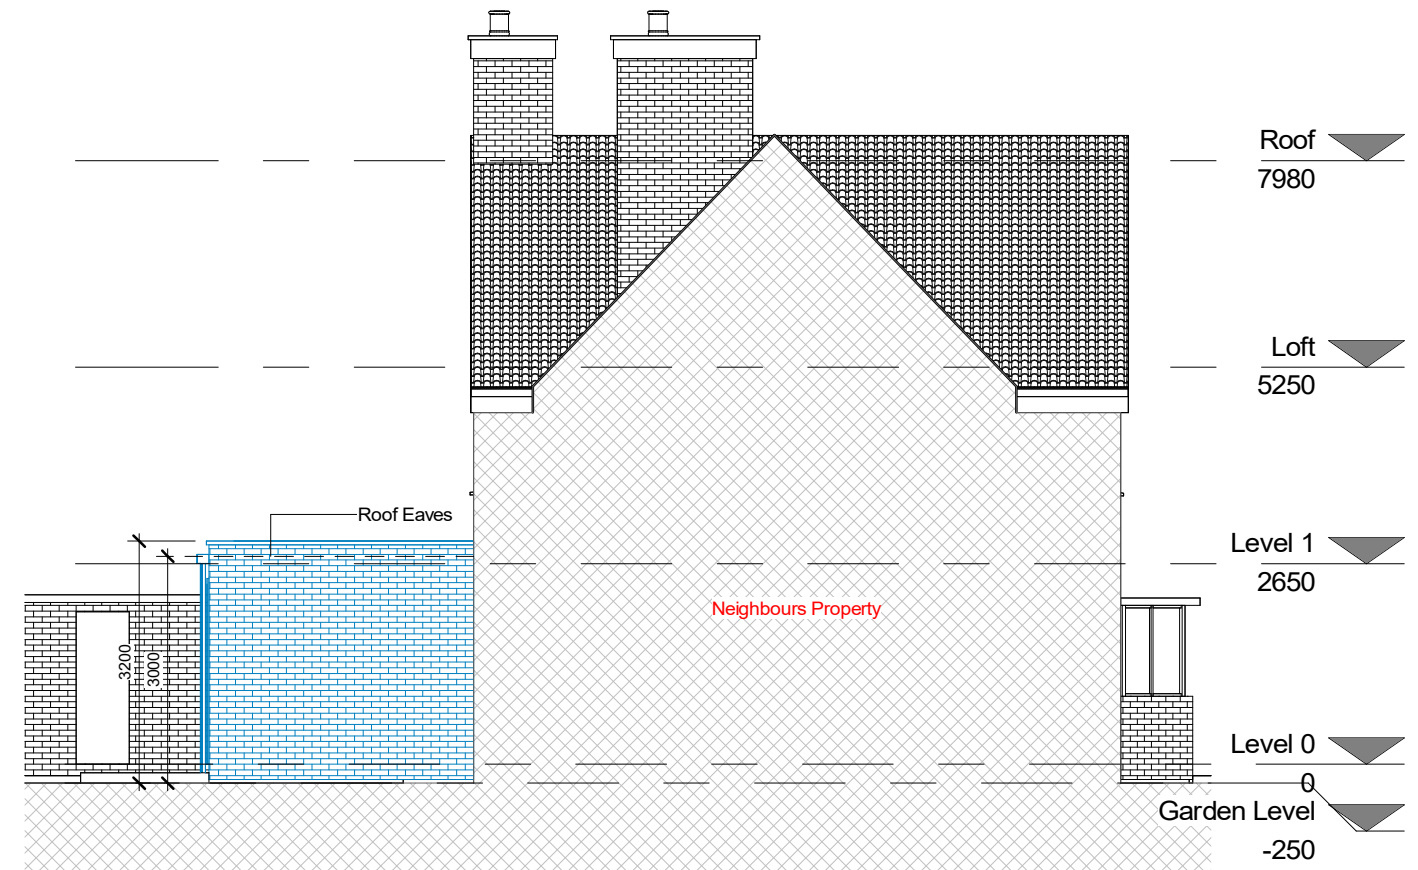 Roof
7980
Loft
5250
Roof Eaves
Level 1
2650
Neighbours Property
3200
3000
Level 0
0
Garden Level
-250